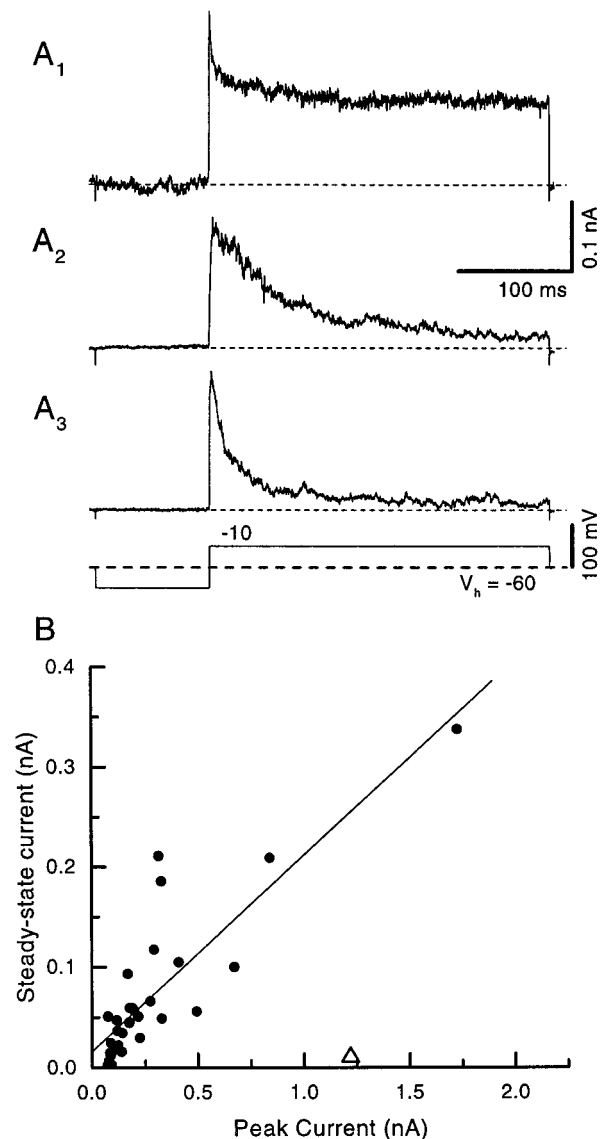 A1
A2
0.1 nA
100 ms
A3
-10
100 mV
Vh = -60
B
0.4
0.3
0.2
0.1
0.0
Steady-state current (nA)
0.0 0.5 1.0 1.5 2.0
Peak Current (nA)